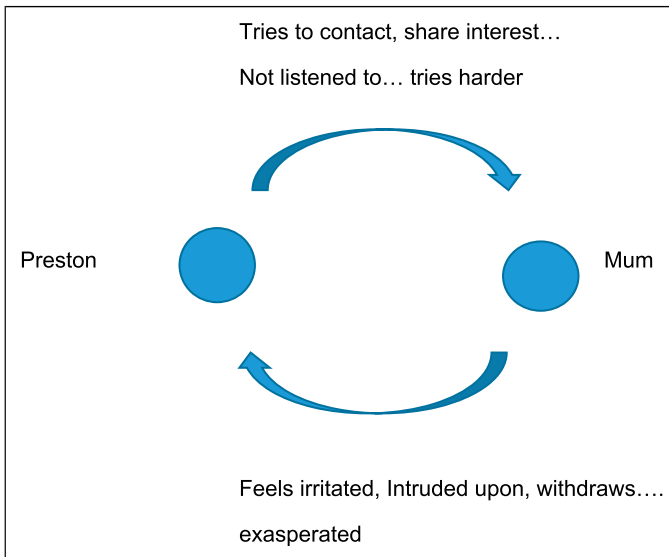 Tries to contact, share interest…
Not listened to… tries harder
Preston
Mum
Feels irritated, Intruded upon, withdraws….
exasperated